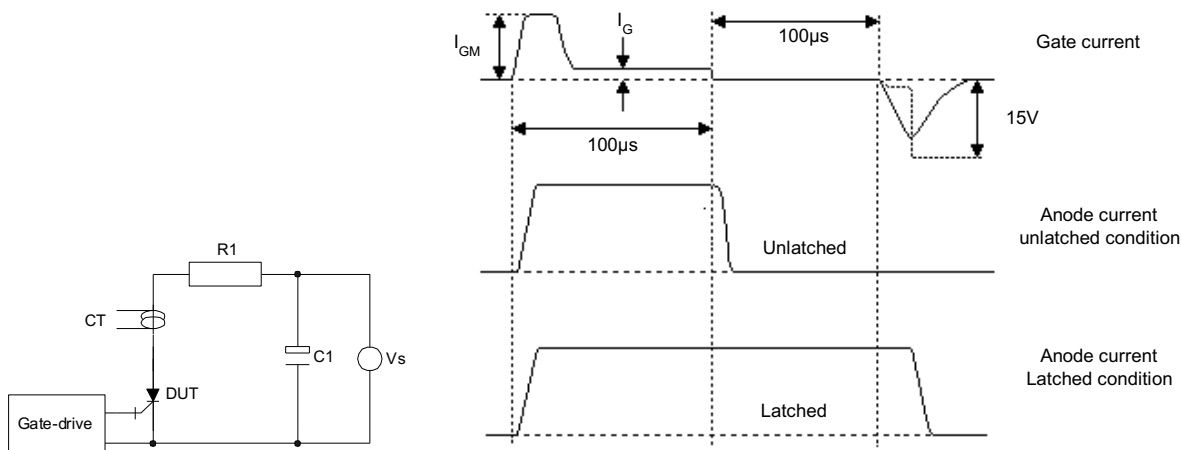 I_GM
I_G
100µs
Gate current
15V
100µs
Anode current
unlatched condition
Unlatched
R1
CT
C1
Vs
DUT
Gate-drive
Anode current
Latched condition
Latched